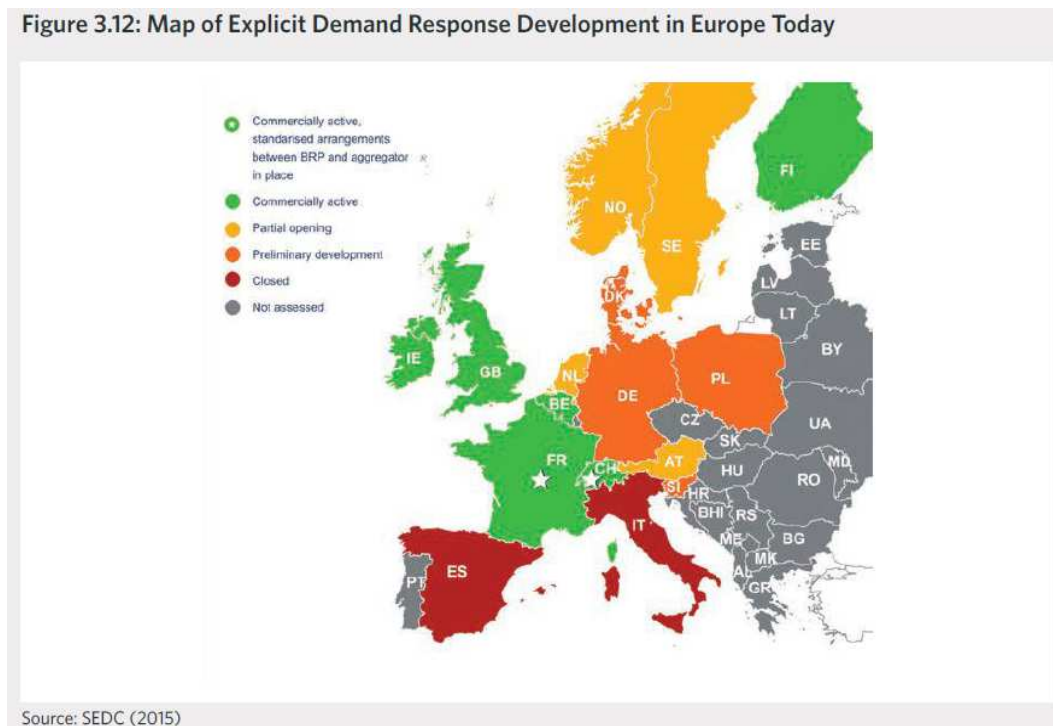 Figure 3.12: Map of Explicit Demand Response Development in Europe Today
Commercially active,
standarised arrangements
between BRP and aggregator
in place
Commercially active
Partial opening
Preliminary development
Closed
Not assessed
FI
NO
SE
EE
LV
LT
DK
BY
IE
GB
NL
DE
PL
BE
CZ
UA
SK
FR
CH
AT
HU
MD
SI
RO
HR
IT
BHI
RS
ME
BG
MK
AL
GR
PT
ES
Source: SEDC (2015)